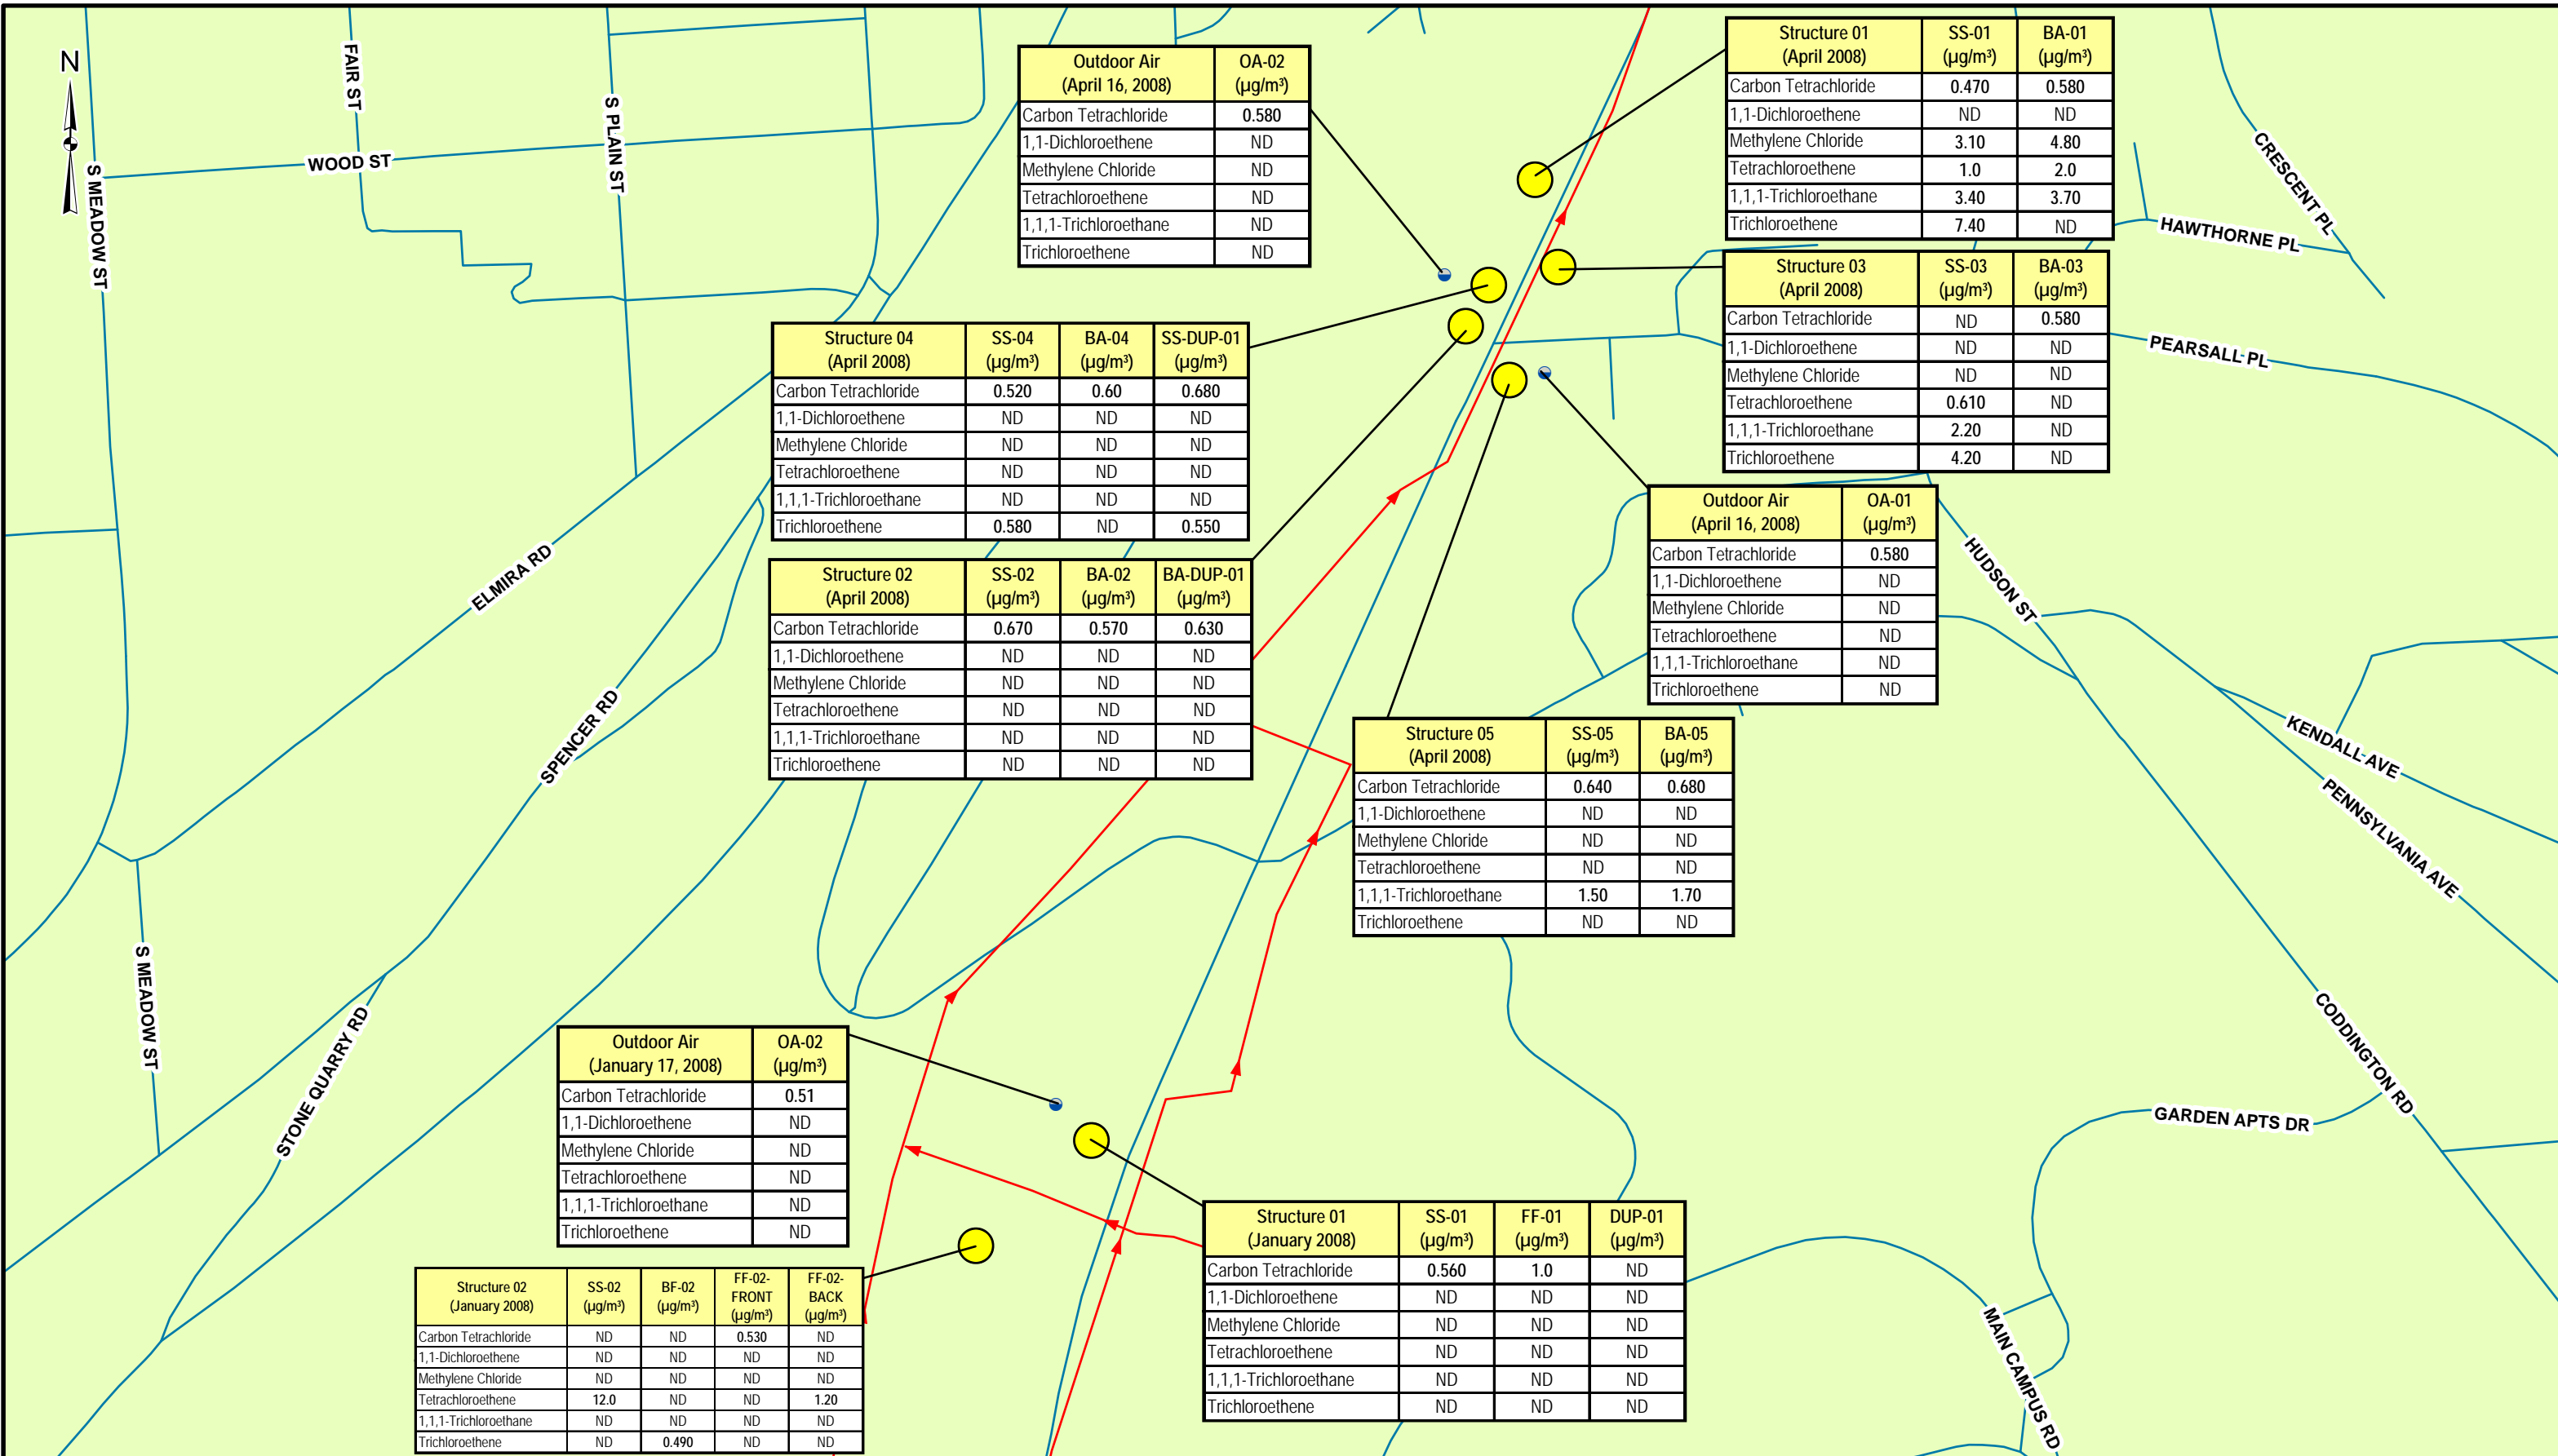 N
FAIR ST
S PLAIN ST
WOOD ST
S MEADOW ST
Outdoor Air (April 16, 2008) OA-02 (µg/m³)
Carbon Tetrachloride 0.580
1,1-Dichloroethene ND
Methylene Chloride ND
Tetrachloroethene ND
1,1,1-Trichloroethane ND
Trichloroethene ND
Structure 01 (April 2008) SS-01 (µg/m³) BA-01 (µg/m³)
Carbon Tetrachloride 0.470 0.580
1,1-Dichloroethene ND ND
Methylene Chloride 3.10 4.80
Tetrachloroethene 1.0 2.0
1,1,1-Trichloroethane 3.40 3.70
Trichloroethene 7.40 ND
CRESCENT PL
HAWTHORNE PL
Structure 03 (April 2008) SS-03 (µg/m³) BA-03 (µg/m³)
Carbon Tetrachloride ND 0.580
1,1-Dichloroethene ND ND
Methylene Chloride ND ND
Tetrachloroethene 0.610 ND
1,1,1-Trichloroethane 2.20 ND
Trichloroethene 4.20 ND
PEARSALL PL
Structure 04 (April 2008) SS-04 (µg/m³) BA-04 (µg/m³) SS-DUP-01 (µg/m³)
Carbon Tetrachloride 0.520 0.60 0.680
1,1-Dichloroethene ND ND ND
Methylene Chloride ND ND ND
Tetrachloroethene ND ND ND
1,1,1-Trichloroethane ND ND ND
Trichloroethene 0.580 ND 0.550
Outdoor Air (April 16, 2008) OA-01 (µg/m³)
Carbon Tetrachloride 0.580
1,1-Dichloroethene ND
Methylene Chloride ND
Tetrachloroethene ND
1,1,1-Trichloroethane ND
Trichloroethene ND
HUDSON ST
ELMIRA RD
Structure 02 (April 2008) SS-02 (µg/m³) BA-02 (µg/m³) BA-DUP-01 (µg/m³)
Carbon Tetrachloride 0.670 0.570 0.630
1,1-Dichloroethene ND ND ND
Methylene Chloride ND ND ND
Tetrachloroethene ND ND ND
1,1,1-Trichloroethane ND ND ND
Trichloroethene ND ND ND
SPENCER RD
Structure 05 (April 2008) SS-05 (µg/m³) BA-05 (µg/m³)
Carbon Tetrachloride 0.640 0.680
1,1-Dichloroethene ND ND
Methylene Chloride ND ND
Tetrachloroethene ND ND
1,1,1-Trichloroethane 1.50 1.70
Trichloroethene ND ND
KENDALL AVE
PENNSYLVANIA AVE
S MEADOW ST
STONE QUARRY RD
CODDINGTON RD
GARDEN APTS DR
Outdoor Air (January 17, 2008) OA-02 (µg/m³)
Carbon Tetrachloride 0.51
1,1-Dichloroethene ND
Methylene Chloride ND
Tetrachloroethene ND
1,1,1-Trichloroethane ND
Trichloroethene ND
Structure 01 (January 2008) SS-01 (µg/m³) FF-01 (µg/m³) DUP-01 (µg/m³)
Carbon Tetrachloride 0.560 1.0 ND
1,1-Dichloroethene ND ND ND
Methylene Chloride ND ND ND
Tetrachloroethene ND ND ND
1,1,1-Trichloroethane ND ND ND
Trichloroethene ND ND ND
Structure 02 (January 2008) SS-02 (µg/m³) BF-02 (µg/m³) FF-02-FRONT (µg/m³) FF-02-BACK (µg/m³)
Carbon Tetrachloride ND ND 0.530 ND
1,1-Dichloroethene ND ND ND ND
Methylene Chloride ND ND ND ND
Tetrachloroethene 12.0 ND ND 1.20
1,1,1-Trichloroethane ND ND ND ND
Trichloroethene ND 0.490 ND ND
MAIN CAMPUS RD